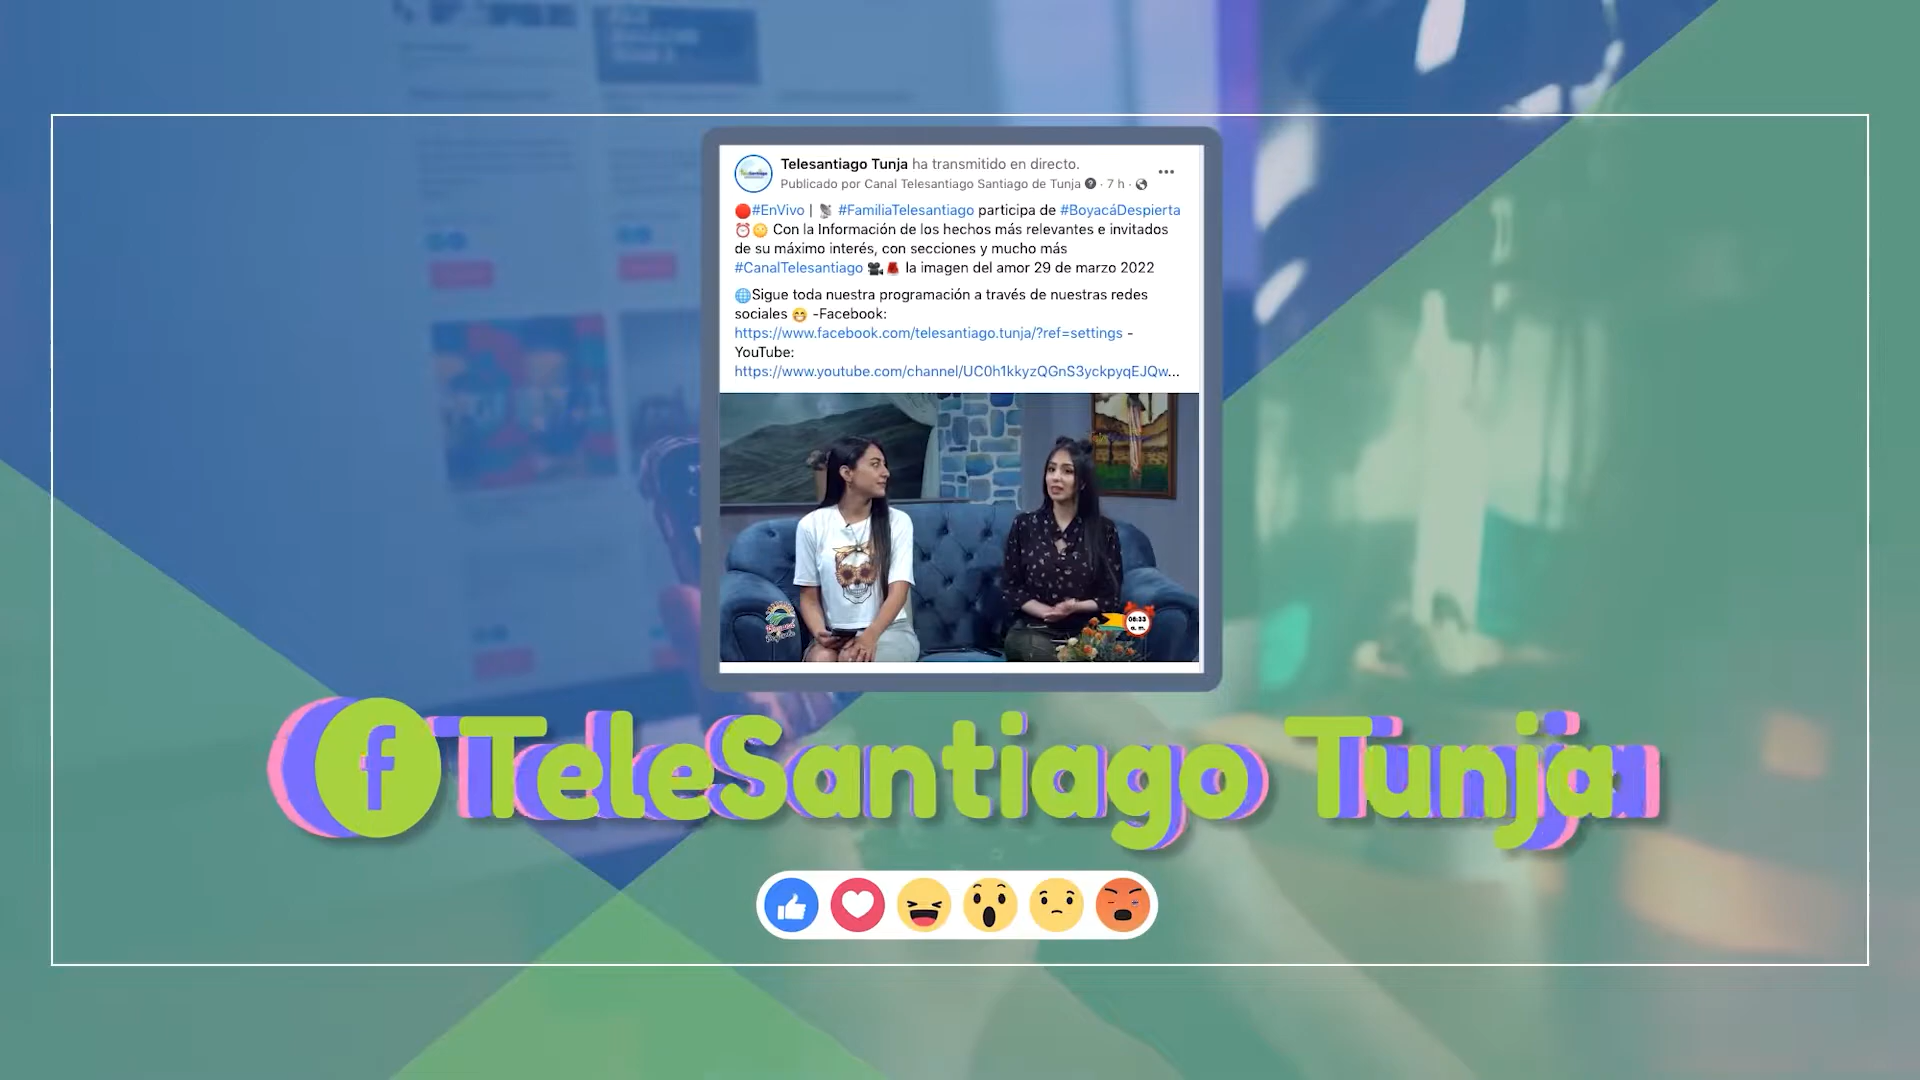 Telesantiago Tunja ha transmitido en directo.
Publicado por Canal Telesantiago Santiago de Tunja · 7 h ·
#EnVivo | #FamiliaTelesantiago participa de #BoyacáDespierta
Con la Información de los hechos más relevantes e invitados
de su máximo interés, con secciones y mucho más
#CanalTelesantiago la imagen del amor 29 de marzo 2022
Sigue toda nuestra programación a través de nuestras redes
sociales -Facebook:
https://www.facebook.com/telesantiago.tunja/?ref=settings -
YouTube:
https://www.youtube.com/channel/UC0h1kkyzQGnS3yckpyqEJQw...
08:33
a. m.
TeleSantiago Tunja